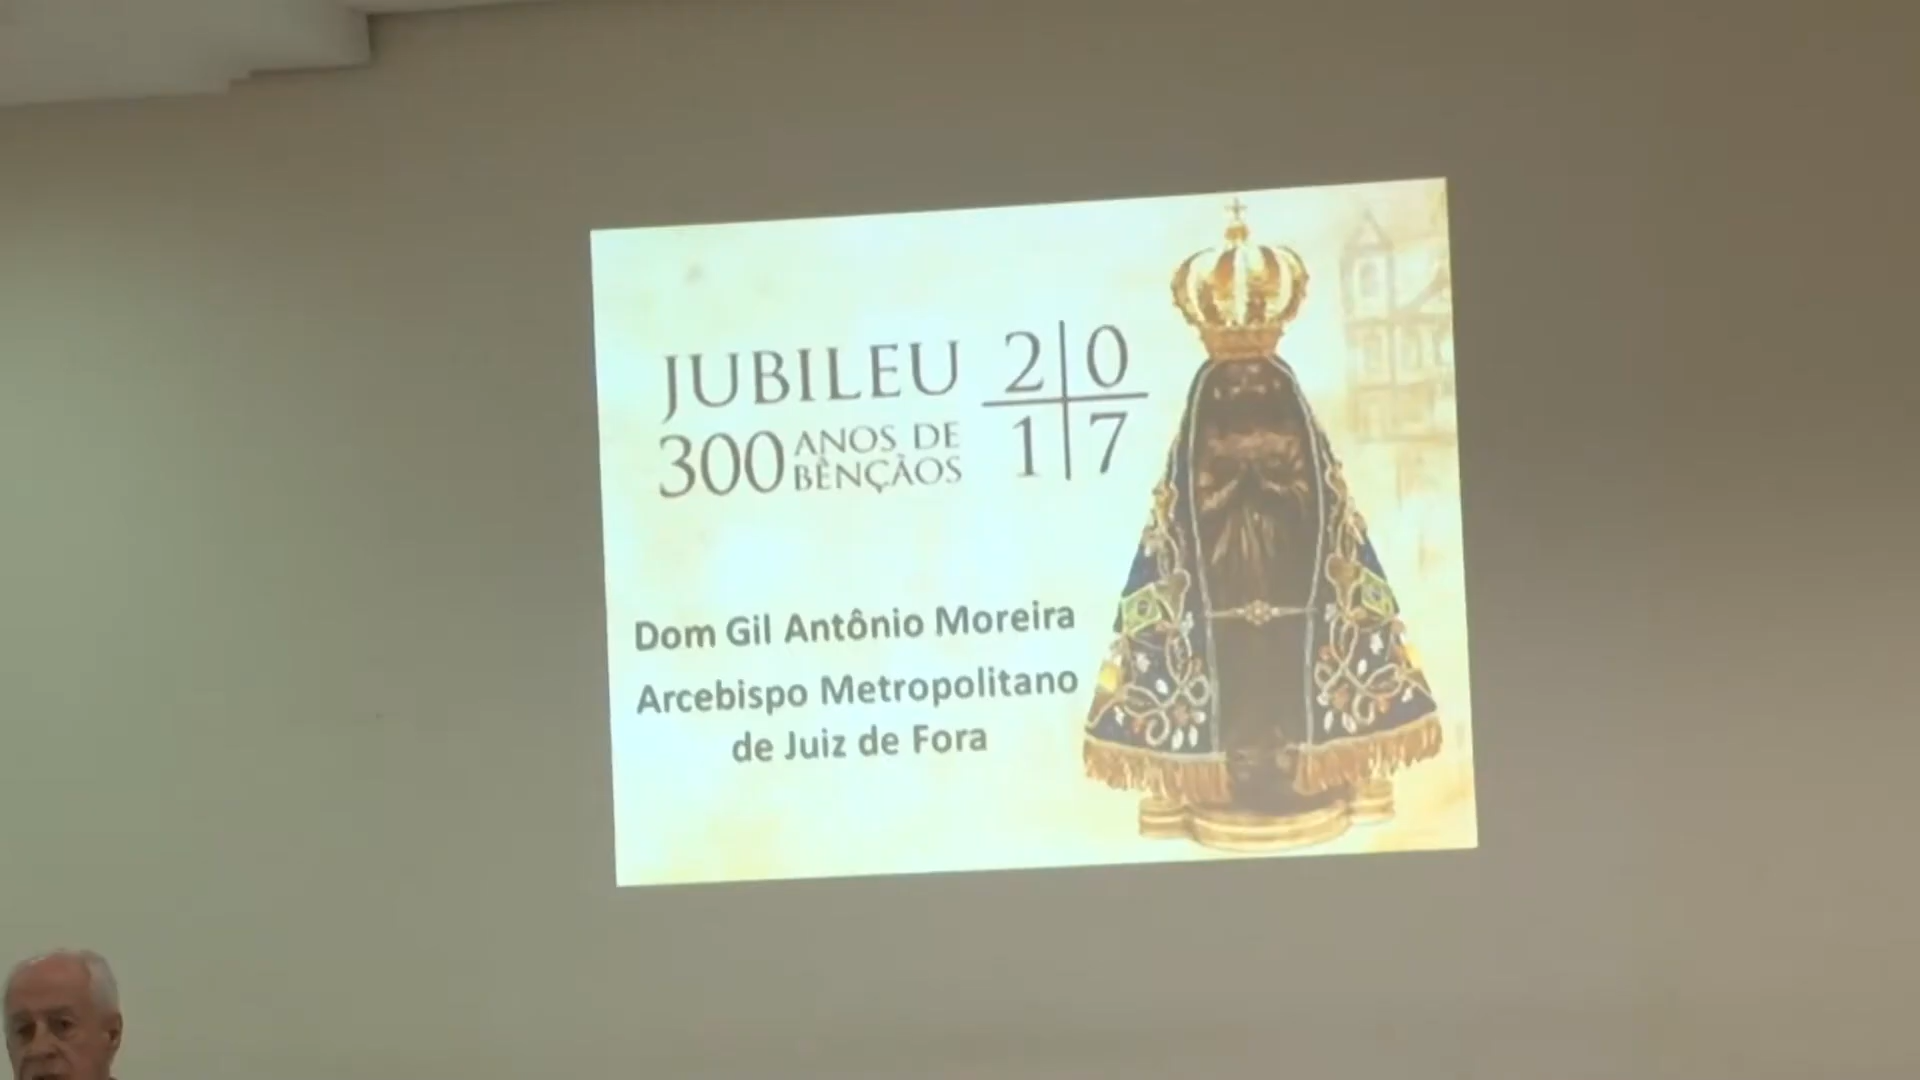 JUBILEU
300 ANOS DE
BÊNÇÃOS
2 0
1 7
Dom Gil Antônio Moreira
Arcebispo Metropolitano
de Juiz de Fora